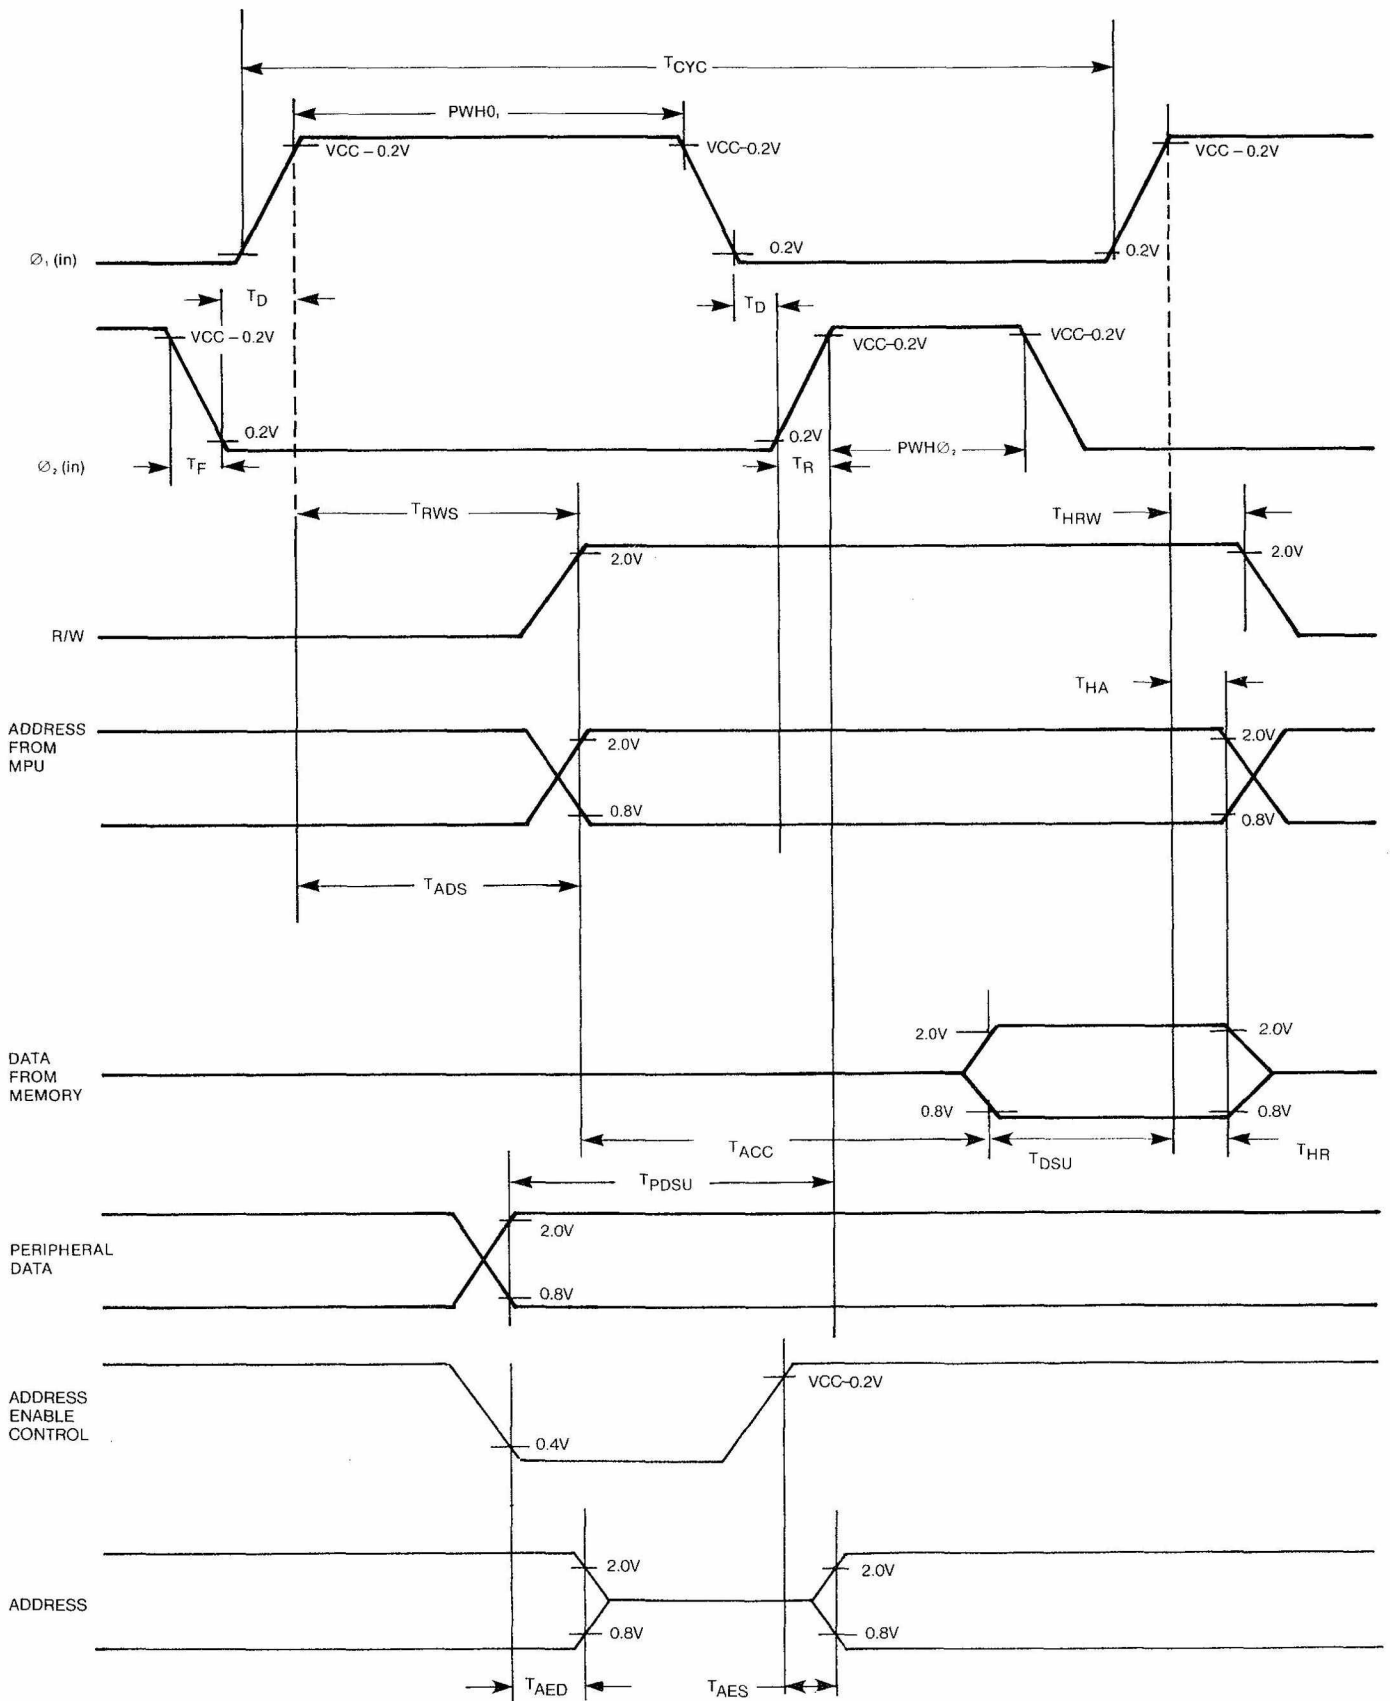 TCYC
PWH0₁
VCC – 0.2V
VCC-0.2V
VCC-0.2V
Ø₁ (in)
0.2V
0.2V
TD
TD
VCC – 0.2V
VCC-0.2V
VCC-0.2V
0.2V
0.2V
Ø₂ (in)
TF
TR
PWHØ₂
TRWS
THRW
2.0V
2.0V
R/W
THA
ADDRESS
FROM
MPU
2.0V
2.0V
0.8V
0.8V
TADS
2.0V
2.0V
DATA
FROM
MEMORY
0.8V
0.8V
TACC
TDSU
THR
TPDSU
2.0V
PERIPHERAL
DATA
0.8V
VCC-0.2V
ADDRESS
ENABLE
CONTROL
0.4V
2.0V
2.0V
ADDRESS
0.8V
0.8V
TAED
TAES